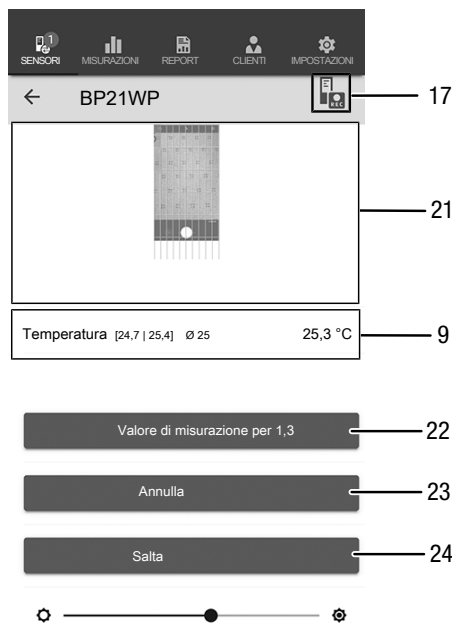 1
SENSORI MISURAZIONI REPORT CLIENTI IMPOSTAZIONI
BP21WP
REC
17
21
Temperatura [24,7 | 25,4] Ø 25 25,3 °C
9
Valore di misurazione per 1,3
22
Annulla
23
Salta
24